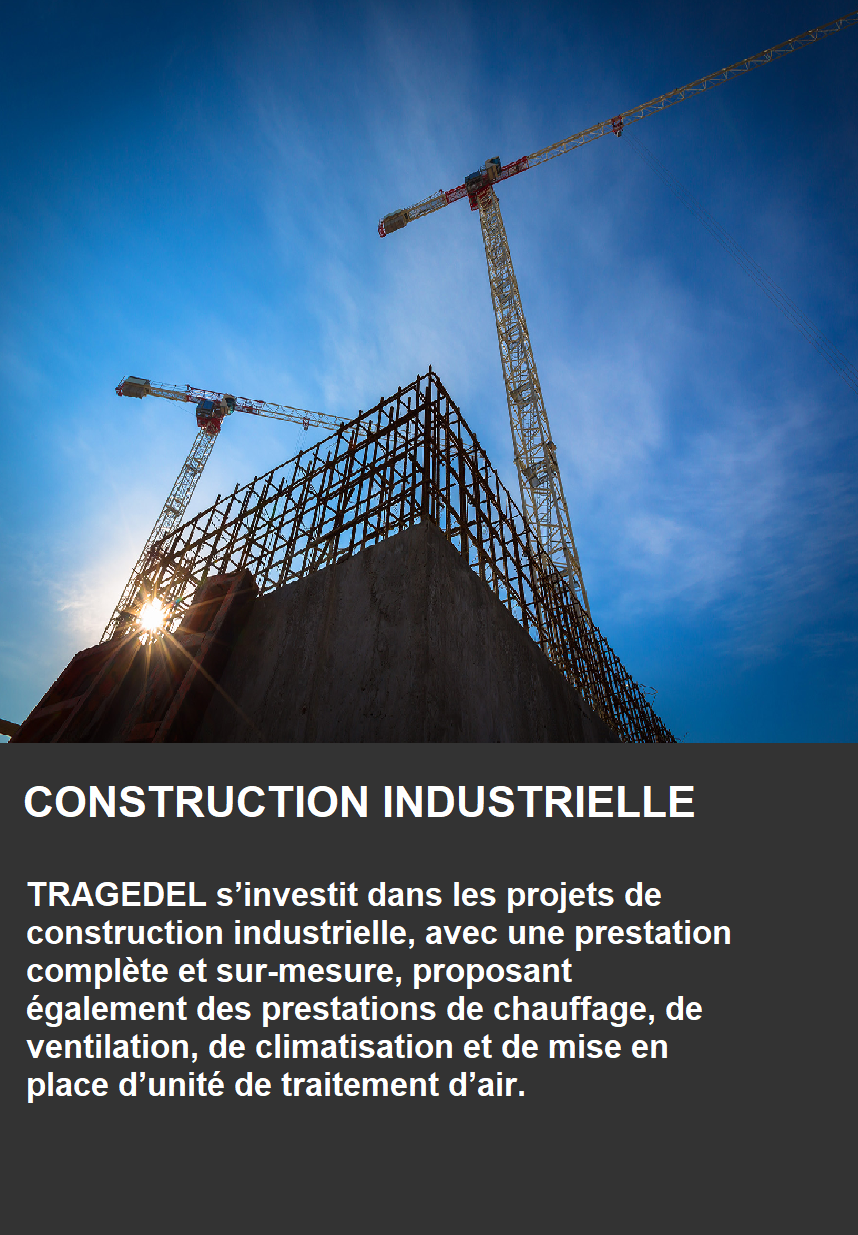 CONSTRUCTION INDUSTRIELLE
TRAGEDEL s’investit dans les projets de
construction industrielle, avec une prestation
complète et sur-mesure, proposant
également des prestations de chauffage, de
ventilation, de climatisation et de mise en
place d’unité de traitement d’air.